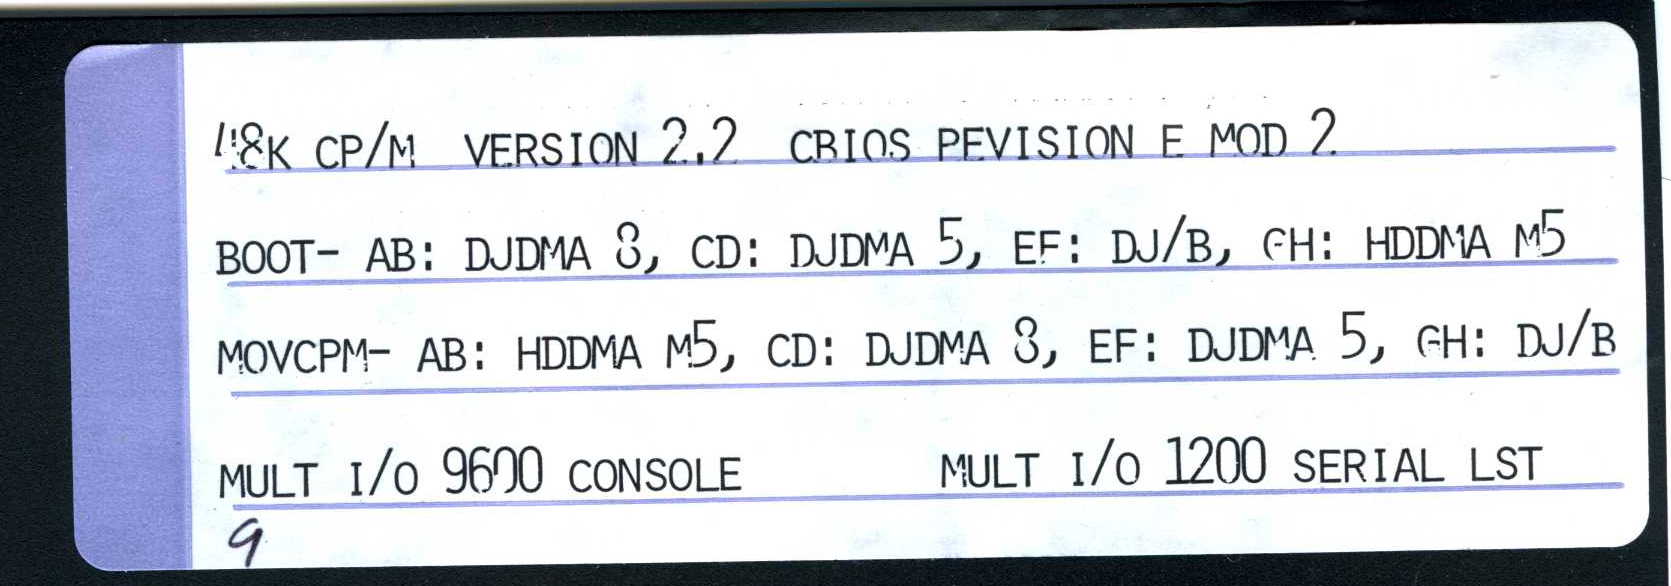 48K CP/M VERSION 2.2 CBIOS REVISION E MOD 2
BOOT- AB: DJDMA 8, CD: DJDMA 5, EF: DJ/B, GH: HDDMA M5
MOVCPM- AB: HDDMA M5, CD: DJDMA 8, EF: DJDMA 5, GH: DJ/B
MULT I/O 9600 CONSOLE MULT I/O 1200 SERIAL LST
9